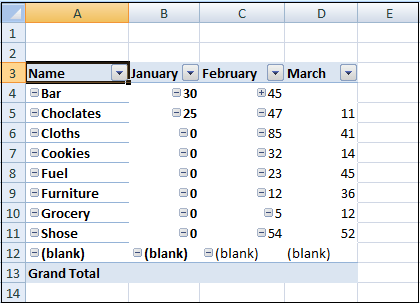 A B C D E
1
2
3 Name January February March
4 Bar 30 45
5 Choclates 25 47 11
6 Cloths 0 85 41
7 Cookies 0 32 14
8 Fuel 0 23 45
9 Furniture 0 12 36
10 Grocery 0 5 12
11 Shose 0 54 52
12 (blank) (blank) (blank) (blank)
13 Grand Total
14